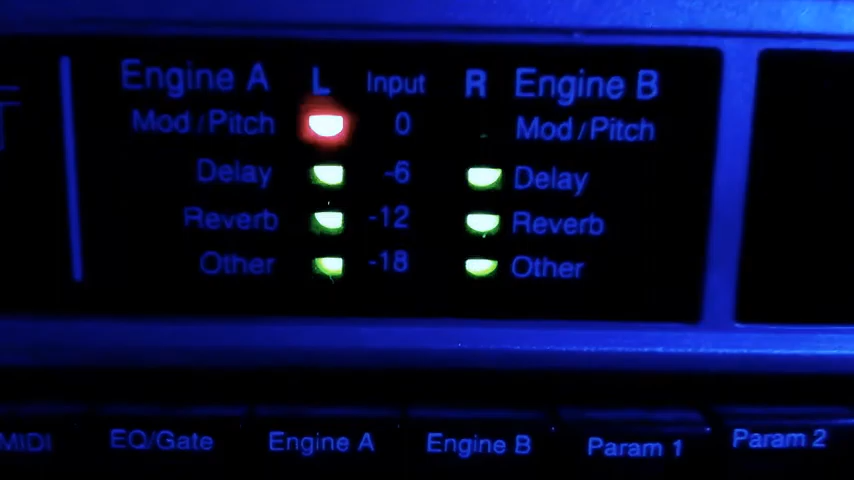 Engine A L Input R Engine B
Mod/Pitch 0 Mod/Pitch
Delay -6 Delay
Reverb -12 Reverb
Other -18 Other
MIDI EQ/Gate Engine A Engine B Param 1 Param 2